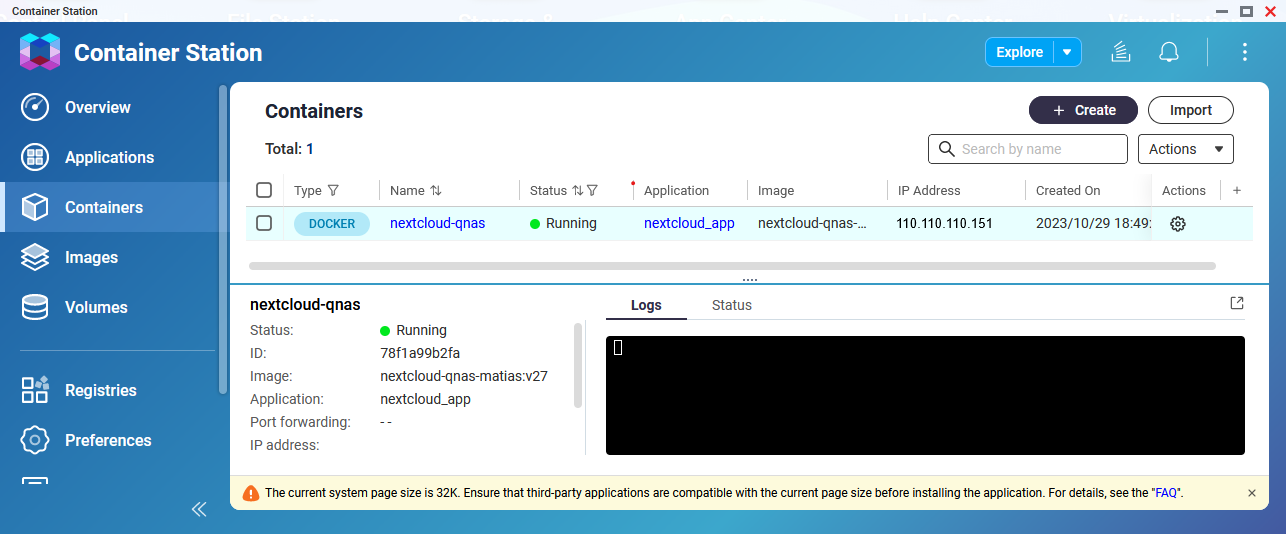 Container Station
Container Station
Explore
Overview
Applications
Containers
Images
Volumes
Registries
Preferences
Containers
Create
Import
Total: 1
Search by name
Actions
Type
Name
Status
Application
Image
IP Address
Created On
Actions
DOCKER
nextcloud-qnas
Running
nextcloud_app
nextcloud-qnas-...
110.110.110.151
2023/10/29 18:49:
nextcloud-qnas
Status: Running
ID: 78f1a99b2fa
Image: nextcloud-qnas-matias:v27
Application: nextcloud_app
Port forwarding: - -
IP address:
Logs
Status
The current system page size is 32K. Ensure that third-party applications are compatible with the current page size before installing the application. For details, see the "FAQ".